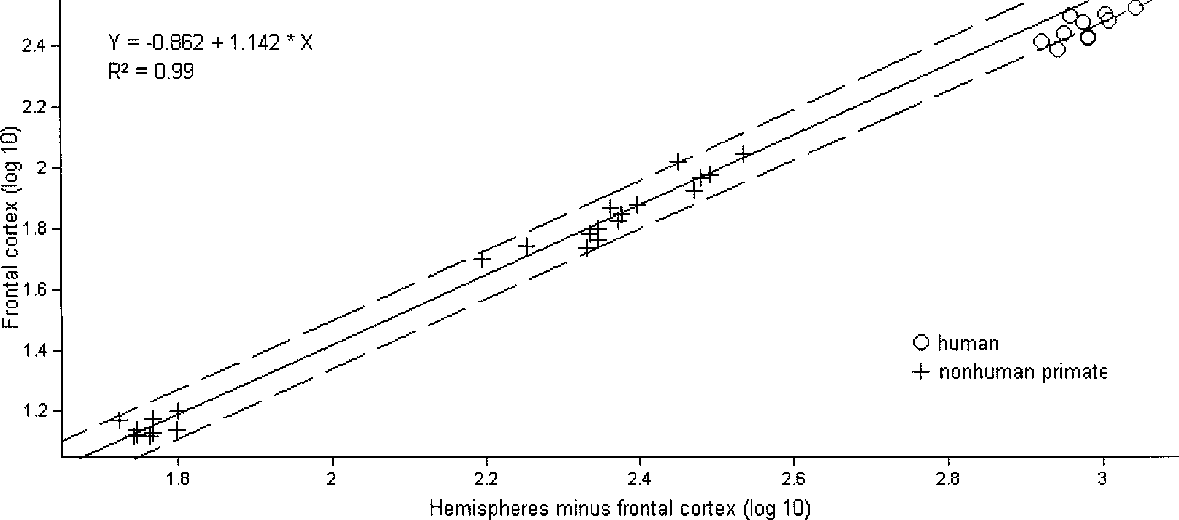 Y = -0.862 + 1.142 * X
R² = 0.99
2.4
2.2
2
1.8
1.6
1.4
1.2
Frontal cortex (log 10)
human
nonhuman primate
1.8
2
2.2
2.4
2.6
2.8
3
Hemispheres minus frontal cortex (log 10)